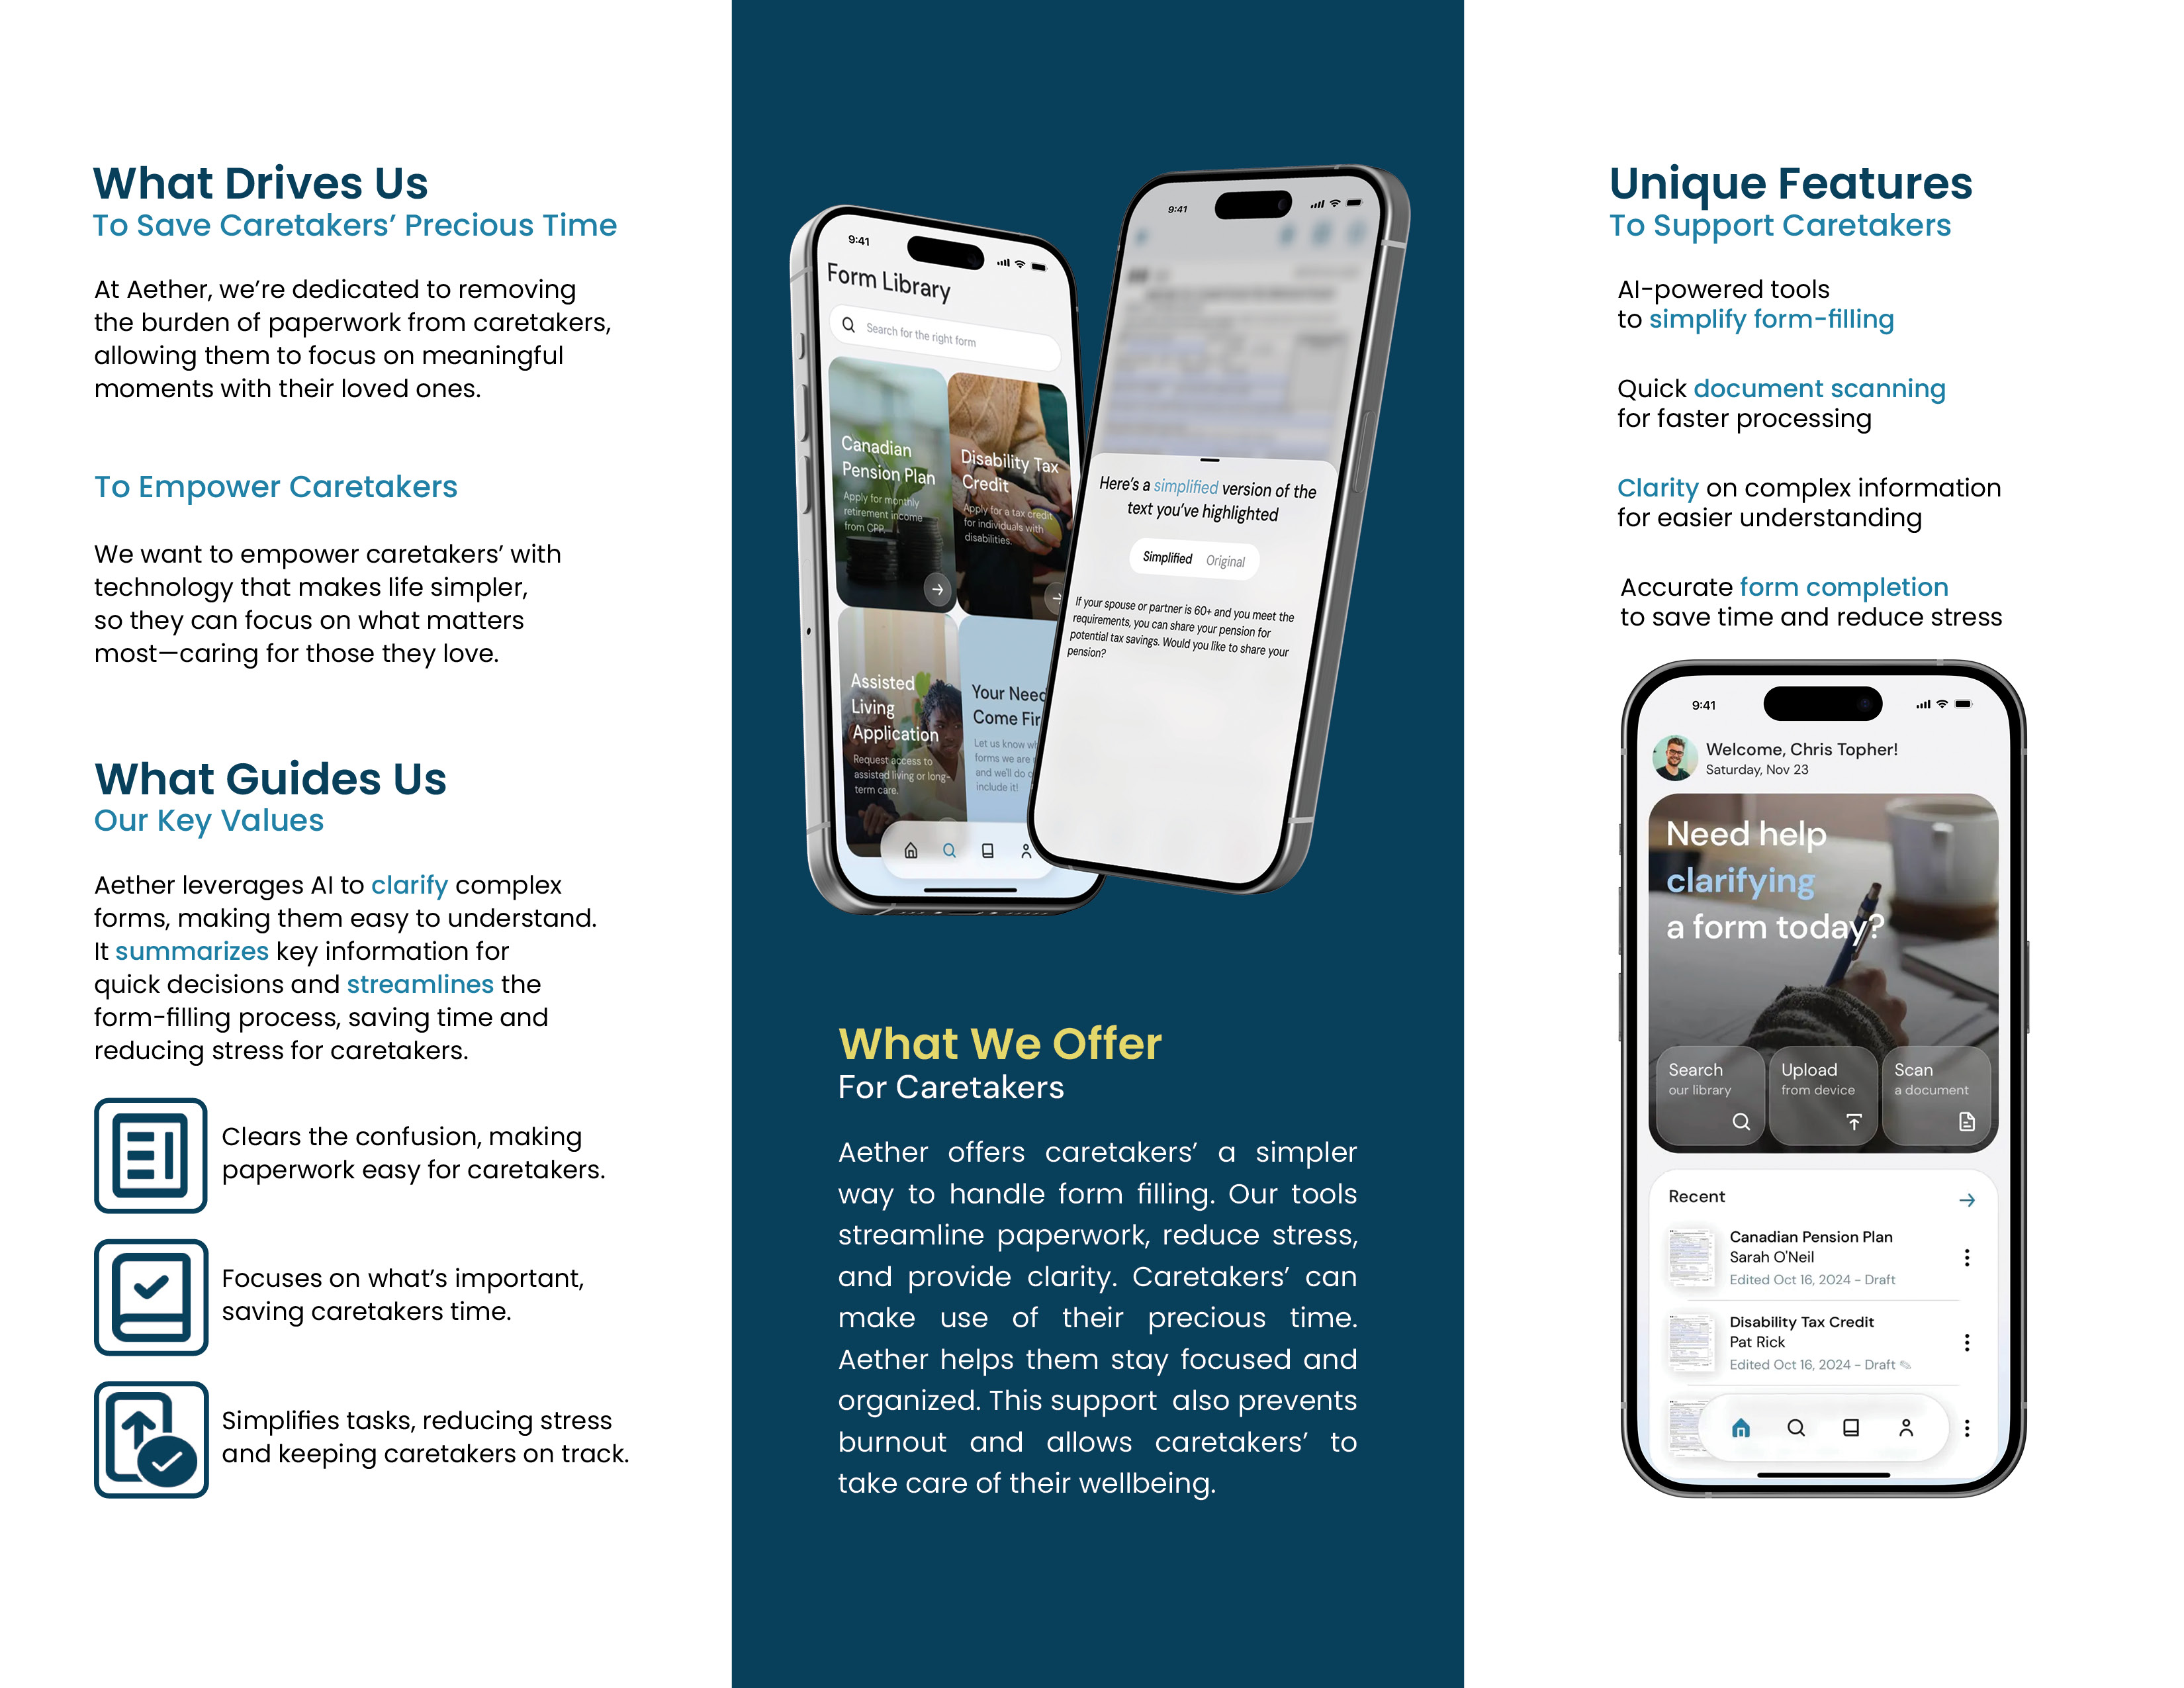 What Drives Us
To Save Caretakers’ Precious Time
At Aether, we’re dedicated to removing
the burden of paperwork from caretakers,
allowing them to focus on meaningful
moments with their loved ones.
To Empower Caretakers
We want to empower caretakers’ with
technology that makes life simpler,
so they can focus on what matters
most—caring for those they love.
What Guides Us
Our Key Values
Aether leverages AI to clarify complex
forms, making them easy to understand.
It summarizes key information for
quick decisions and streamlines the
form-filling process, saving time and
reducing stress for caretakers.
Clears the confusion, making
paperwork easy for caretakers.
Focuses on what’s important,
saving caretakers time.
Simplifies tasks, reducing stress
and keeping caretakers on track.
9:41
Form Library
Search for the right form
Canadian
Pension Plan
Apply for monthly
retirement income
from CPP.
Disability Tax
Credit
Apply for a tax credit
for individuals with
disabilities.
Assisted
Living
Application
Request access to
assisted living or long-
term care.
Your Need
Come Fir
Let us know
forms we are
and we'll do
include it!
9:41
Here’s a simplified version of the
text you’ve highlighted
Simplified Original
If your spouse or partner is 60+ and you meet the
requirements, you can share your pension for
potential tax savings. Would you like to share your
pension?
What We Offer
For Caretakers
Aether offers caretakers’ a simpler
way to handle form filling. Our tools
streamline paperwork, reduce stress,
and provide clarity. Caretakers’ can
make use of their precious time.
Aether helps them stay focused and
organized. This support also prevents
burnout and allows caretakers’ to
take care of their wellbeing.
Unique Features
To Support Caretakers
AI-powered tools
to simplify form-filling
Quick document scanning
for faster processing
Clarity on complex information
for easier understanding
Accurate form completion
to save time and reduce stress
9:41
Welcome, Chris Topher!
Saturday, Nov 23
Need help
clarifying
a form today?
Search
our library
Upload
from device
Scan
a document
Recent
Canadian Pension Plan
Sarah O'Neil
Edited Oct 16, 2024 - Draft
Disability Tax Credit
Pat Rick
Edited Oct 16, 2024 - Draft